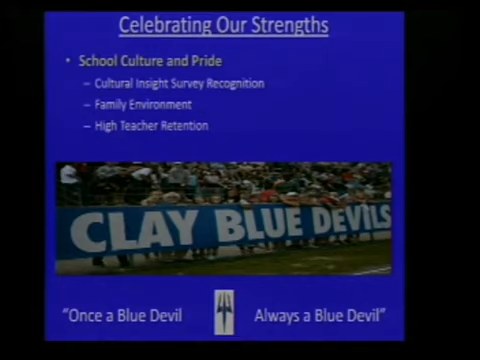 Celebrating Our Strengths
• School Culture and Pride
– Cultural Insight Survey Recognition
– Family Environment
– High Teacher Retention
CLAY BLUE DEVILS
“Once a Blue Devil Always a Blue Devil”